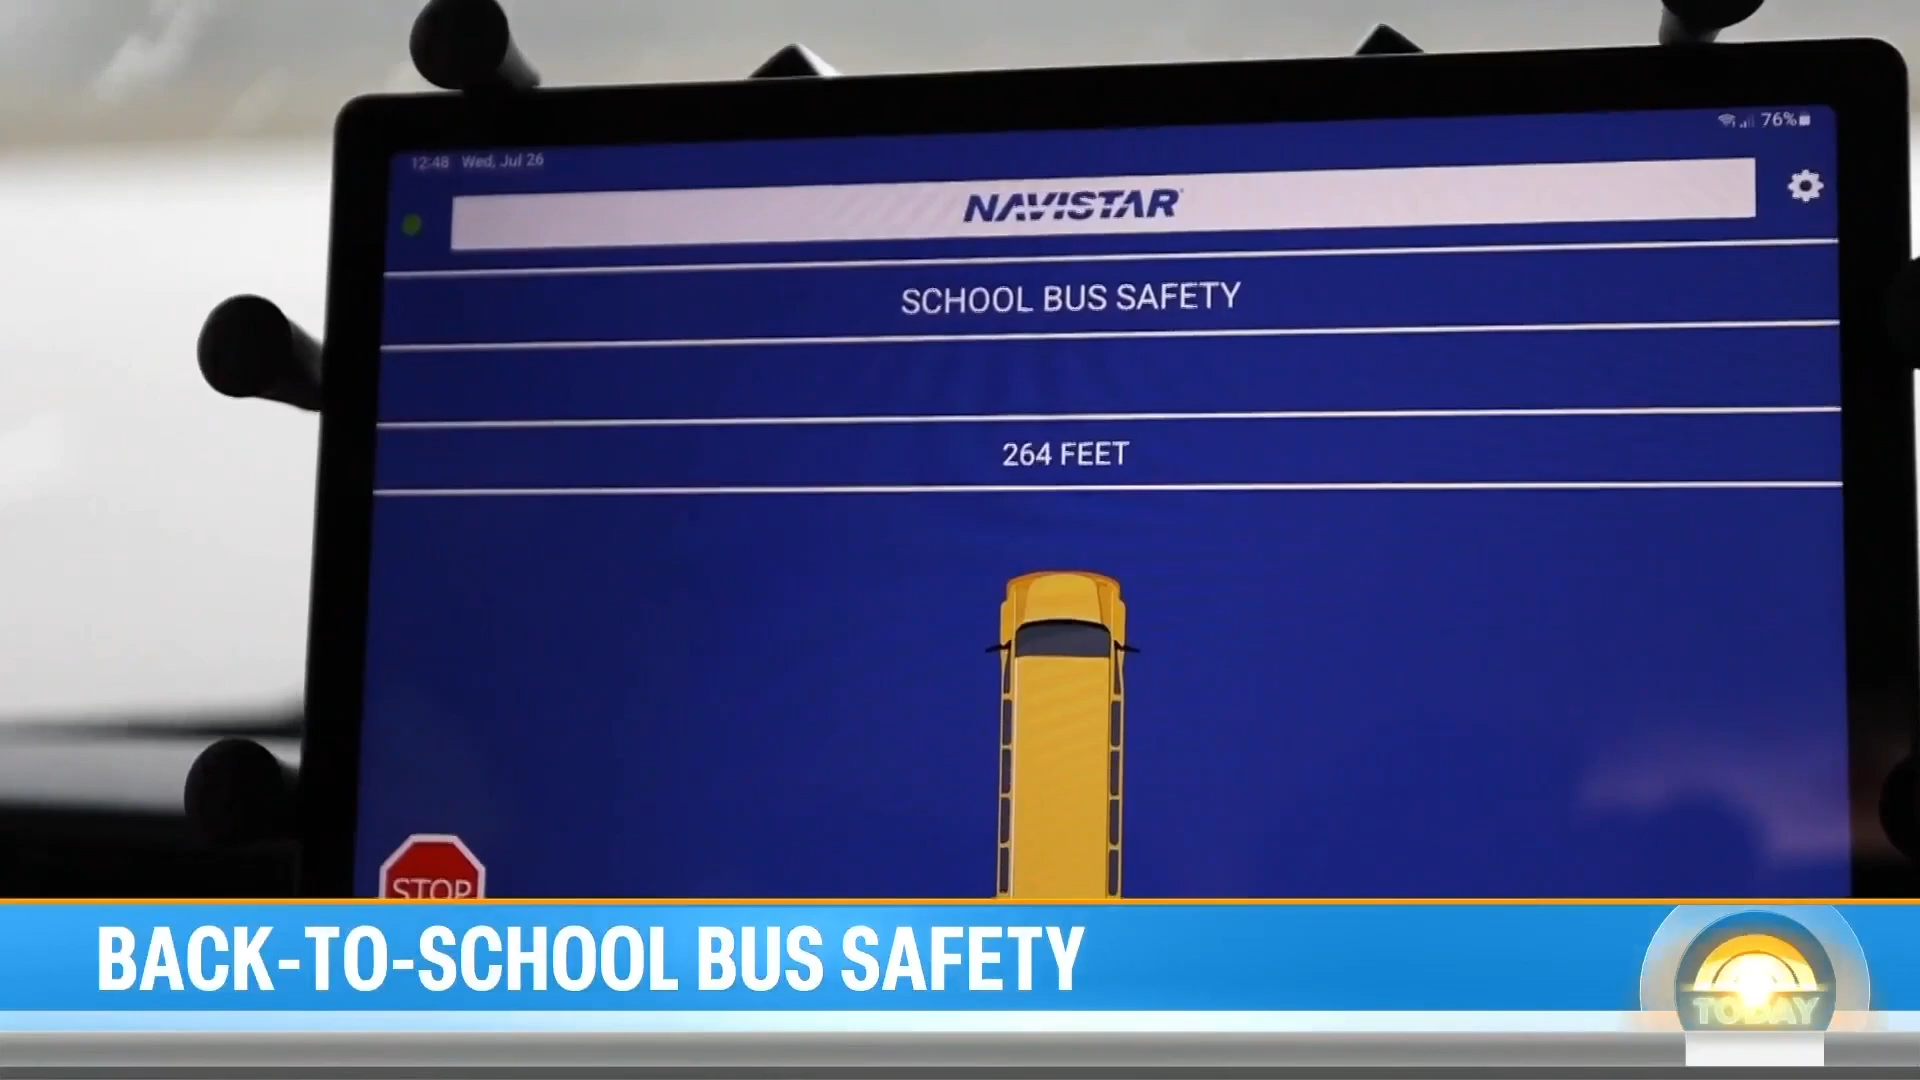 12:48 Wed, Jul 26
76%
NAVISTAR
SCHOOL BUS SAFETY
264 FEET
STOP
BACK-TO-SCHOOL BUS SAFETY
TODAY